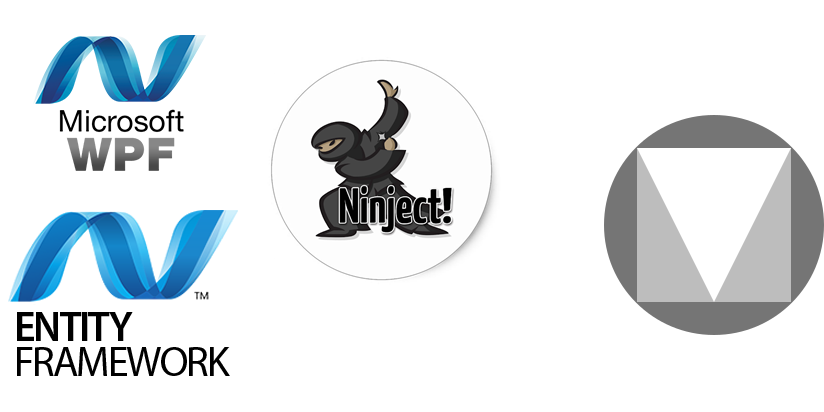 Microsoft
WPF
Ninject!
TM
ENTITY
FRAMEWORK